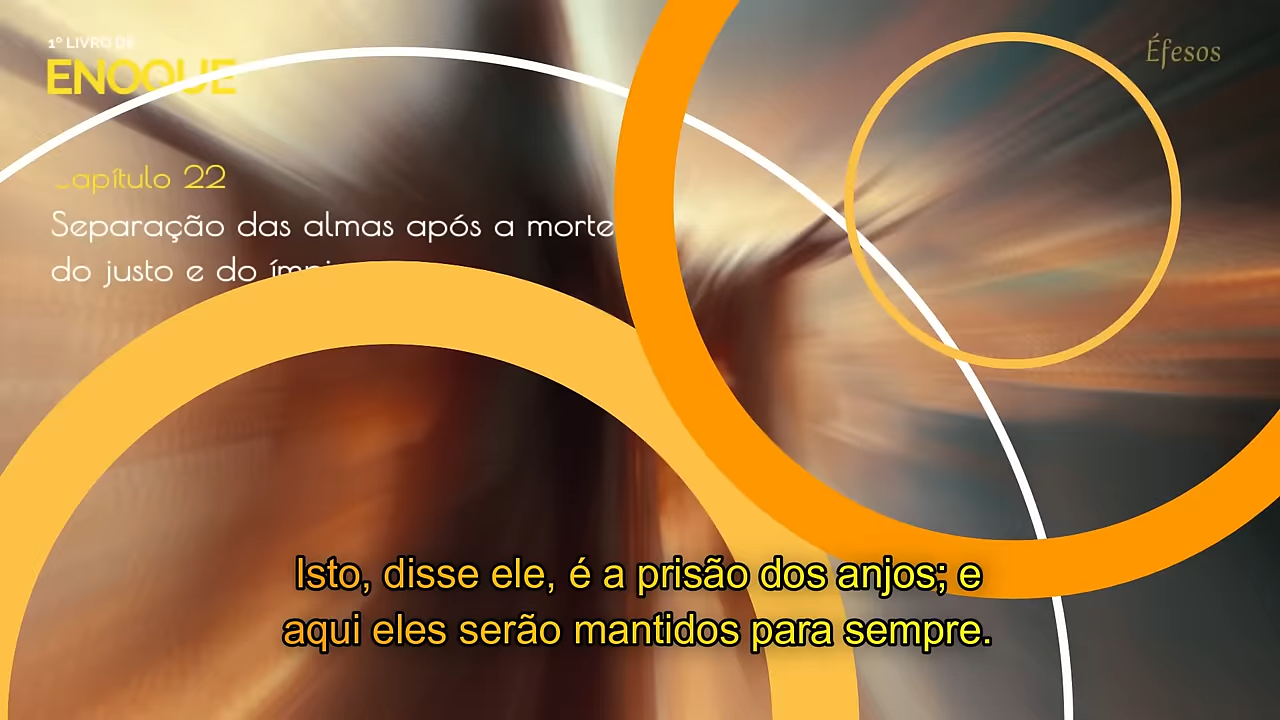 1º LIVRO DE
ENOQUE
Éfesos
Capítulo 22
Separação das almas após a morte
do justo e do
Isto, disse ele, é a prisão dos anjos; e
aqui eles serão mantidos para sempre.